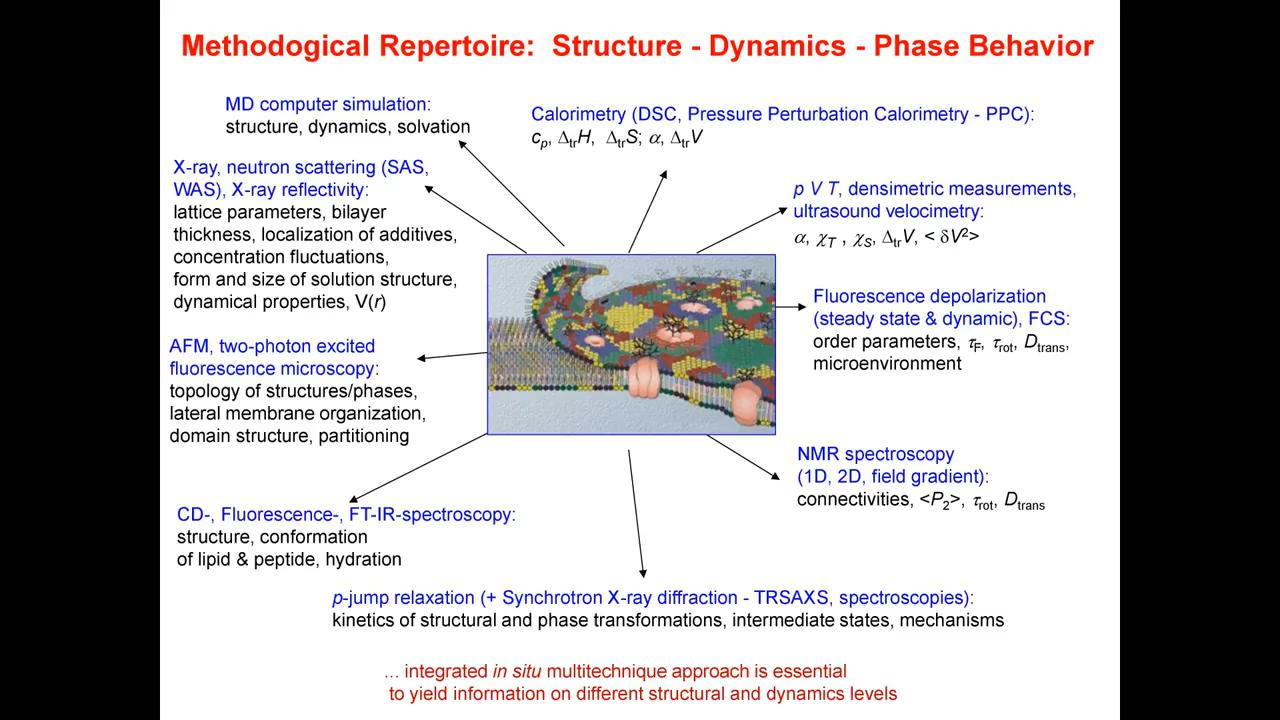 Methodogical Repertoire: Structure - Dynamics - Phase Behavior
MD computer simulation:
structure, dynamics, solvation
Calorimetry (DSC, Pressure Perturbation Calorimetry - PPC):
cp, ΔtrH, ΔtrS; α, ΔtrV
X-ray, neutron scattering (SAS,
WAS), X-ray reflectivity:
lattice parameters, bilayer
thickness, localization of additives,
concentration fluctuations,
form and size of solution structure,
dynamical properties, V(r)
p V T, densimetric measurements,
ultrasound velocimetry:
α, χT , χS, ΔtrV, < δV²>
Fluorescence depolarization
(steady state & dynamic), FCS:
order parameters, τF, τrot, Dtrans,
microenvironment
AFM, two-photon excited
fluorescence microscopy:
topology of structures/phases,
lateral membrane organization,
domain structure, partitioning
NMR spectroscopy
(1D, 2D, field gradient):
connectivities, <P2>, τrot, Dtrans
CD-, Fluorescence-, FT-IR-spectroscopy:
structure, conformation
of lipid & peptide, hydration
p-jump relaxation (+ Synchrotron X-ray diffraction - TRSAXS, spectroscopies):
kinetics of structural and phase transformations, intermediate states, mechanisms
... integrated in situ multitechnique approach is essential
to yield information on different structural and dynamics levels